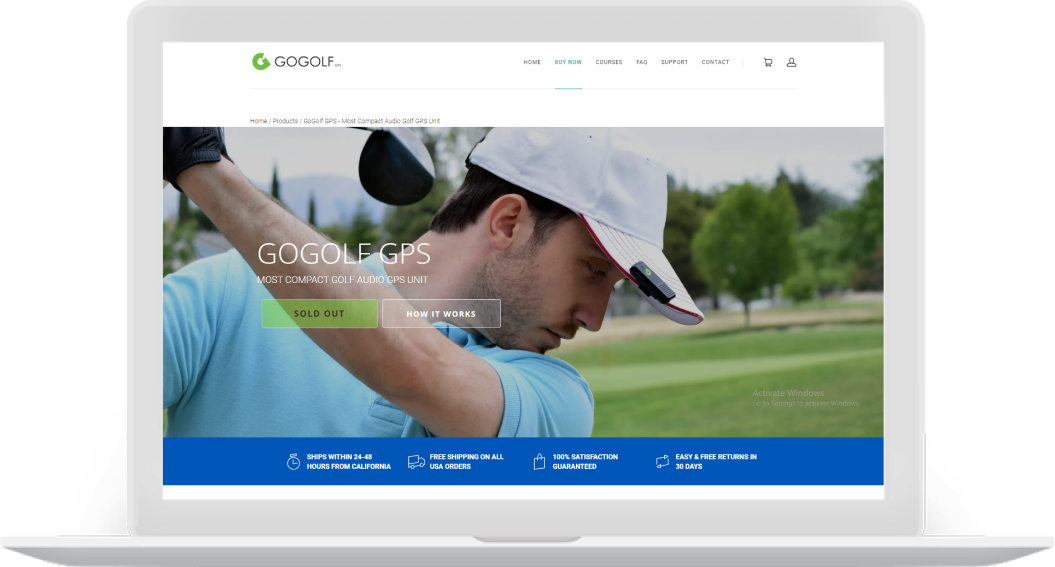 GOGOLF GPS
HOME BUY NOW COURSES FAQ SUPPORT CONTACT
Home / Products / GoGolf GPS - Most Compact Audio Golf GPS Unit
GOGOLF GPS
MOST COMPACT GOLF AUDIO GPS UNIT
SOLD OUT
HOW IT WORKS
Activate Windows
Go to Settings to activate Windows.
SHIPS WITHIN 24-48
HOURS FROM CALIFORNIA
FREE SHIPPING ON ALL
USA ORDERS
100% SATISFACTION
GUARANTEED
EASY & FREE RETURNS IN
30 DAYS